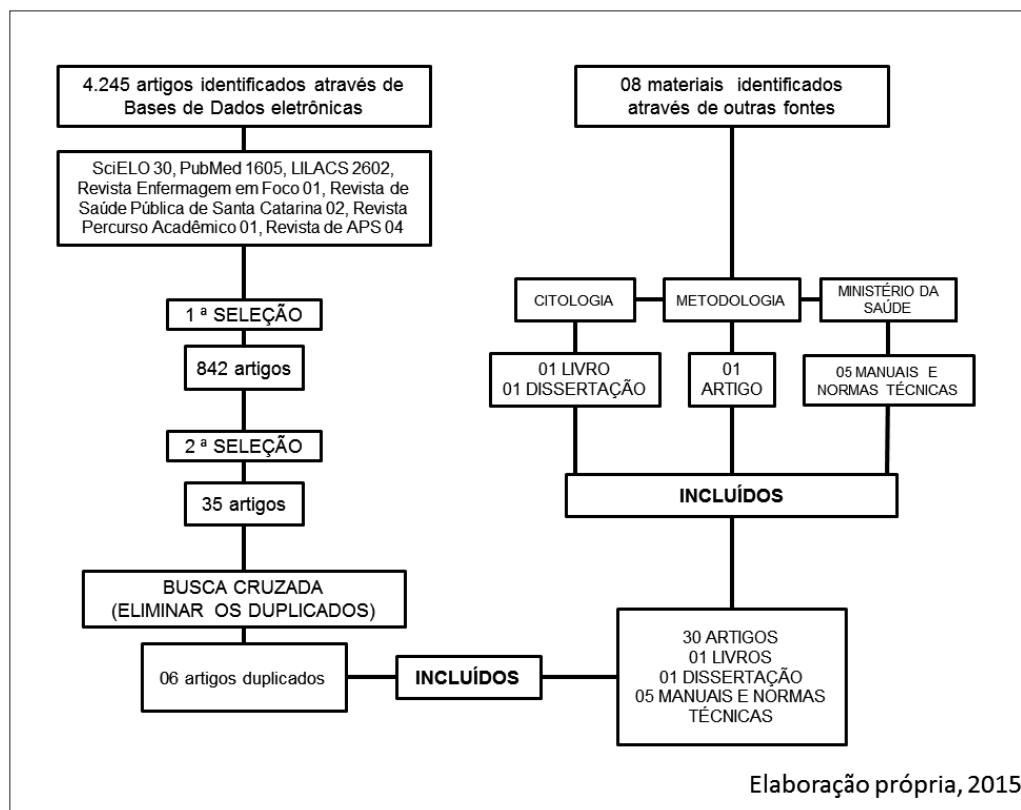 4.245 artigos identificados através de
Bases de Dados eletrônicas
SciELO 30, PubMed 1605, LILACS 2602,
Revista Enfermagem em Foco 01, Revista de
Saúde Pública de Santa Catarina 02, Revista
Percurso Acadêmico 01, Revista de APS 04
1 ª SELEÇÃO
842 artigos
2 ª SELEÇÃO
35 artigos
BUSCA CRUZADA
(ELIMINAR OS DUPLICADOS)
06 artigos duplicados
INCLUÍDOS
08 materiais identificados
através de outras fontes
CITOLOGIA
METODOLOGIA
MINISTÉRIO DA
SAÚDE
01 LIVRO
01 DISSERTAÇÃO
01
ARTIGO
05 MANUAIS E
NORMAS TÉCNICAS
INCLUÍDOS
30 ARTIGOS
01 LIVROS
01 DISSERTAÇÃO
05 MANUAIS E NORMAS
TÉCNICAS
Elaboração própria, 2015